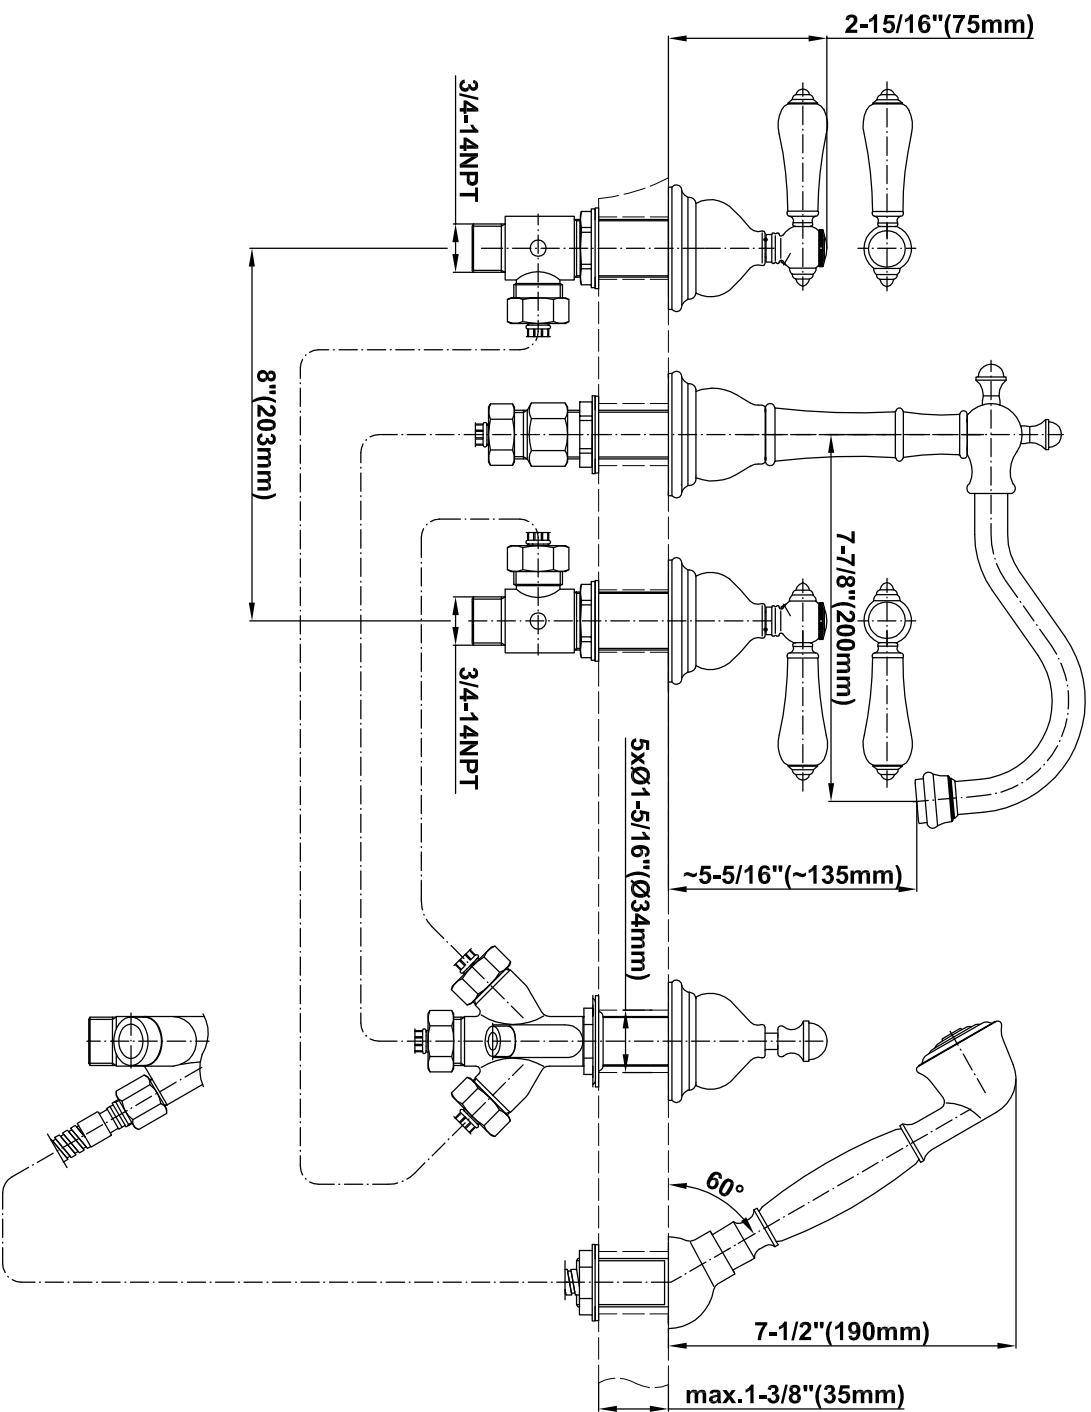 2-15/16"(75mm)
3/4-14NPT
8"(203mm)
7-7/8"(200mm)
3/4-14NPT
5xØ1-5/16"(Ø34mm)
~5-5/16"(~135mm)
60°
7-1/2"(190mm)
max.1-3/8"(35mm)